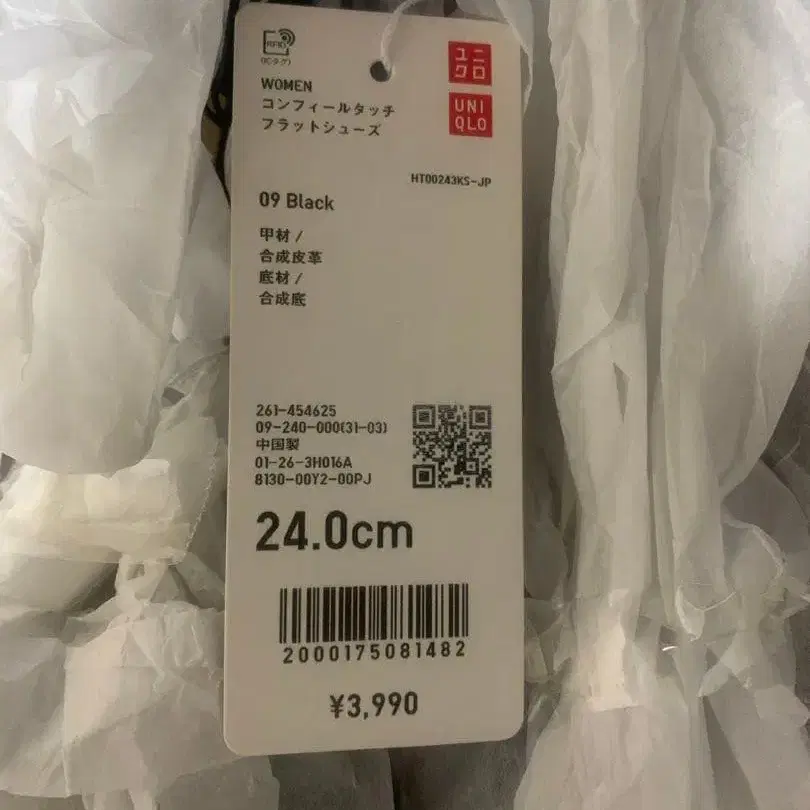 RFID
(ICタグ)
ユニ
クロ
UNI
QLO
WOMEN
コンフィールタッチ
フラットシューズ
HT00243KS-JP
09 Black
甲材 /
合成皮革
底材 /
合成底
261-454625
09-240-000(31-03)
中国製
01-26-3H016A
8130-00Y2-00PJ
24.0cm
2000175081482
¥3,990